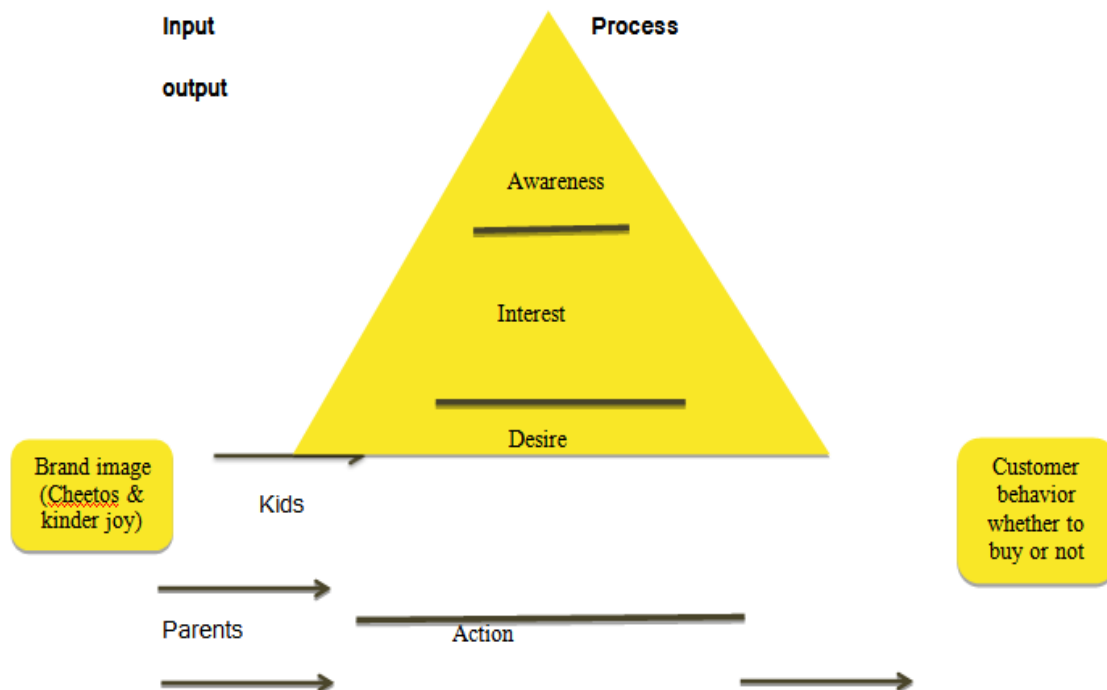 Input
Process
output
Awareness
Interest
Desire
Brand image
(Cheetos &
kinder joy)
Kids
Customer
behavior
whether to
buy or not
Parents
Action